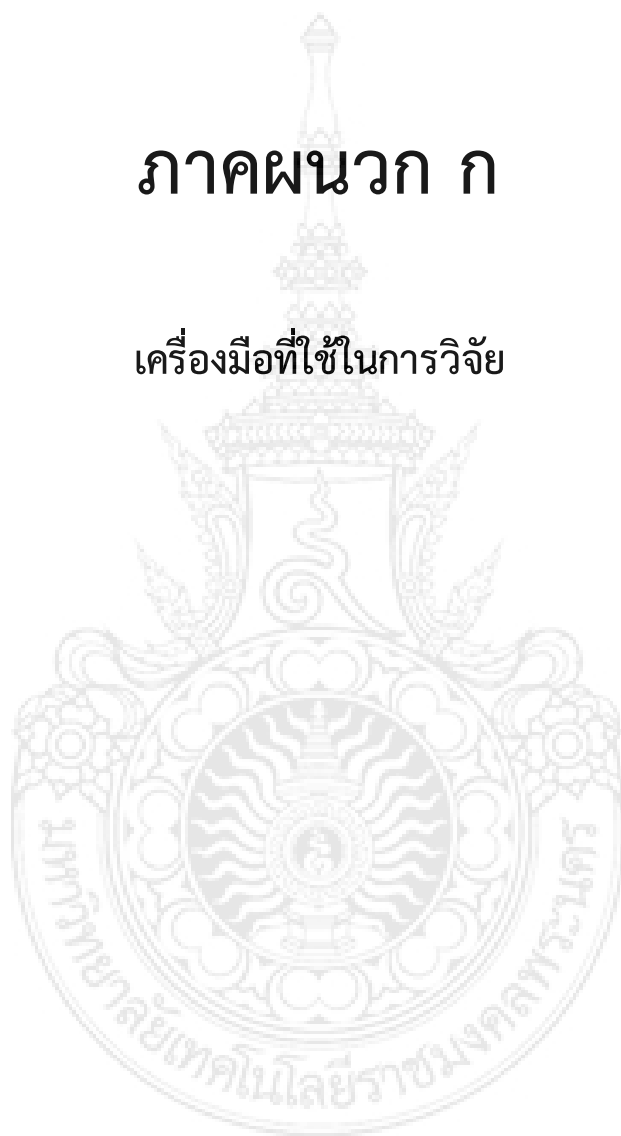 ภาคผนวก ก
เครื่องมือที่ใช้ในการวิจัย
มหาวิทยาลัยเทคโนโลยีราชมงคลพระนคร